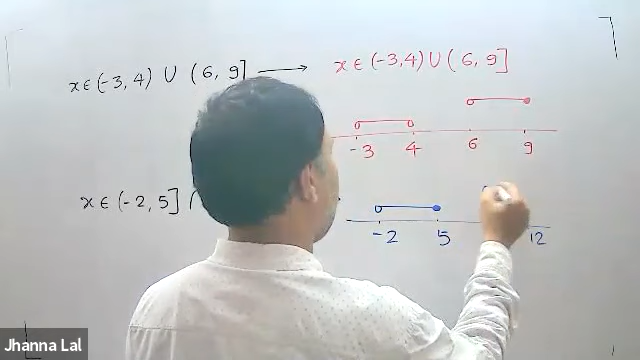 x∈(-3,4) ∪ (6, 9] ⟶ x∈(-3,4)∪(6, 9]
-3 4 6 9
x∈(-2, 5]
-2 5 12
Jhanna Lal